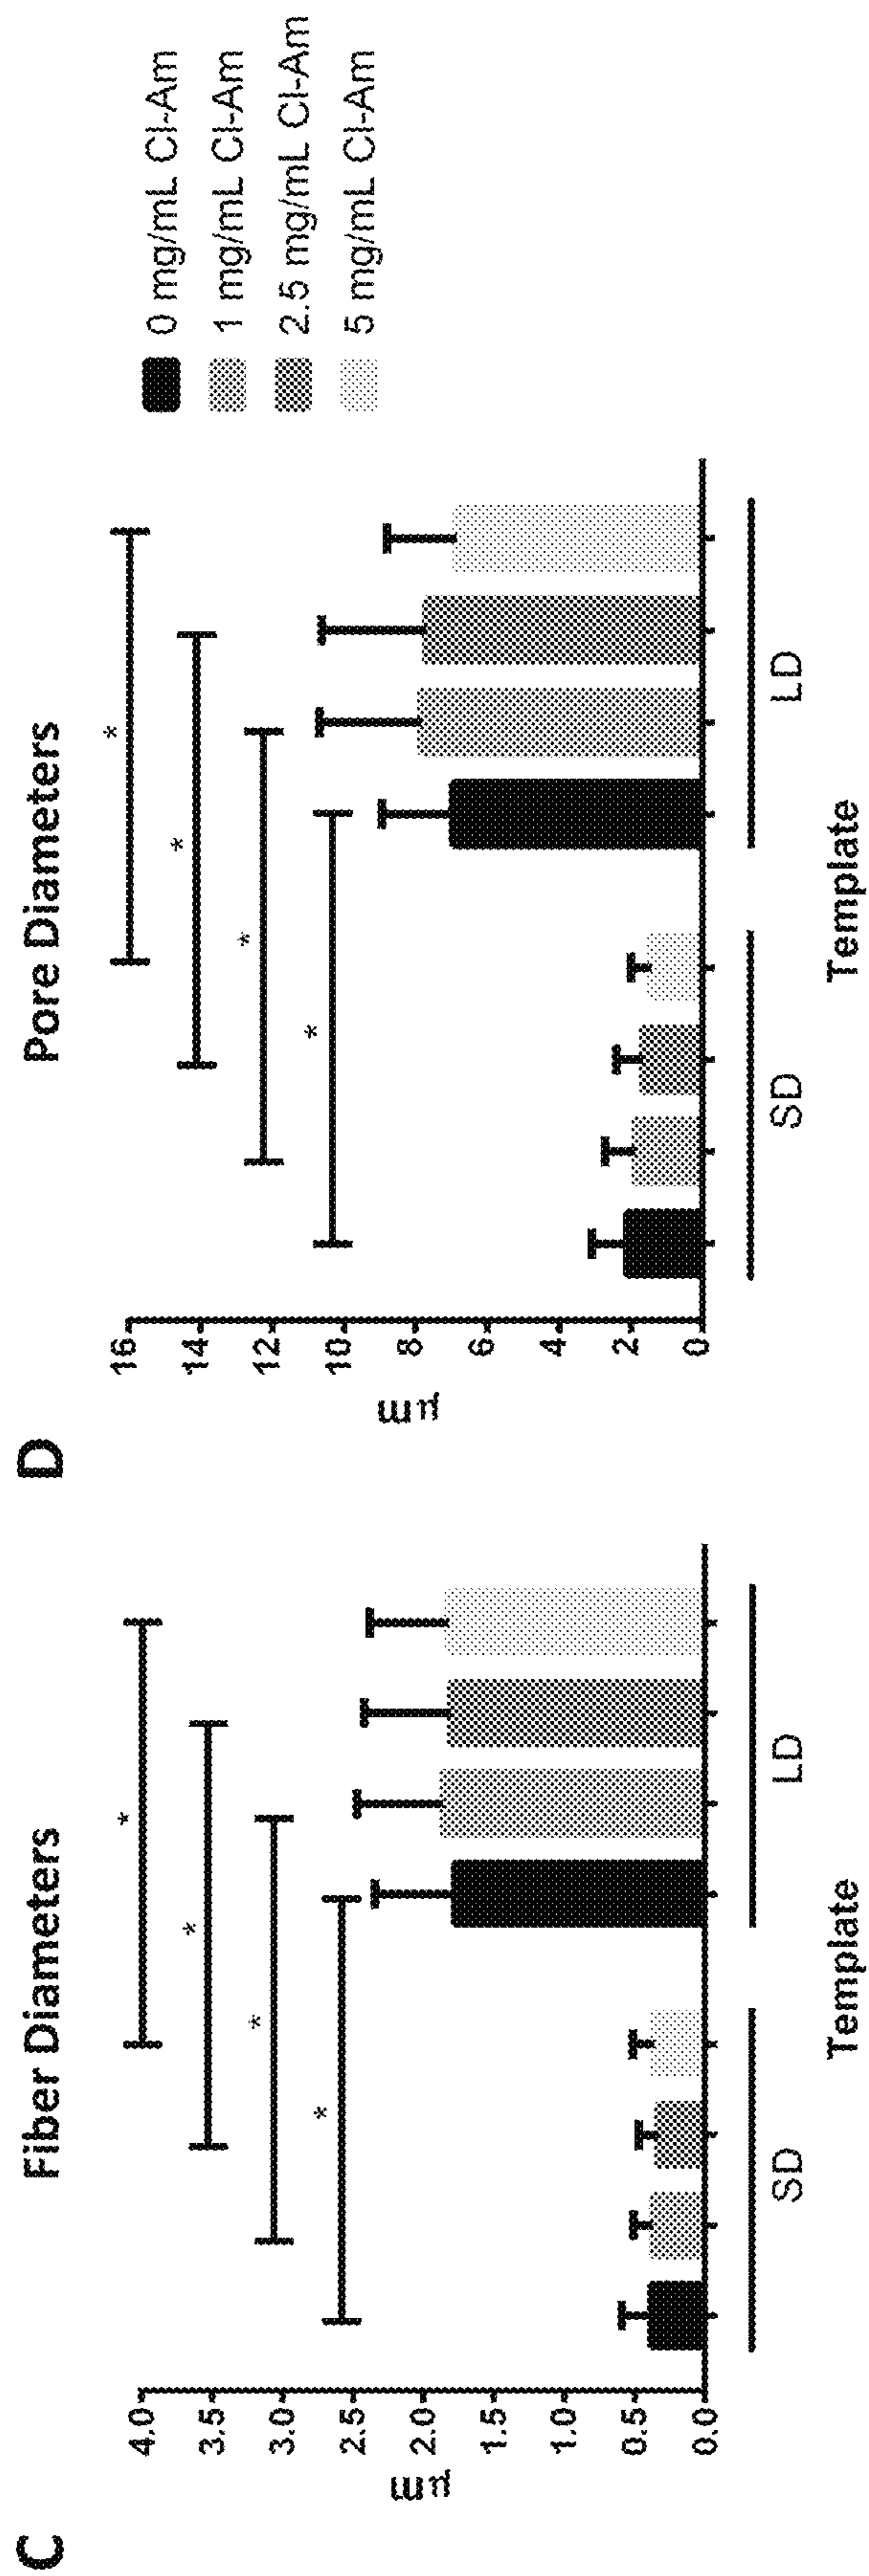 C
Fiber Diameters
µm
4.0
3.5
3.0
2.5
2.0
1.5
1.0
0.5
0.0
*
*
*
*
SD
LD
Template
D
Pore Diameters
µm
16
14
12
10
8
6
4
2
0
*
*
*
*
SD
LD
Template
0 mg/mL Cl-Am
1 mg/mL Cl-Am
2.5 mg/mL Cl-Am
5 mg/mL Cl-Am